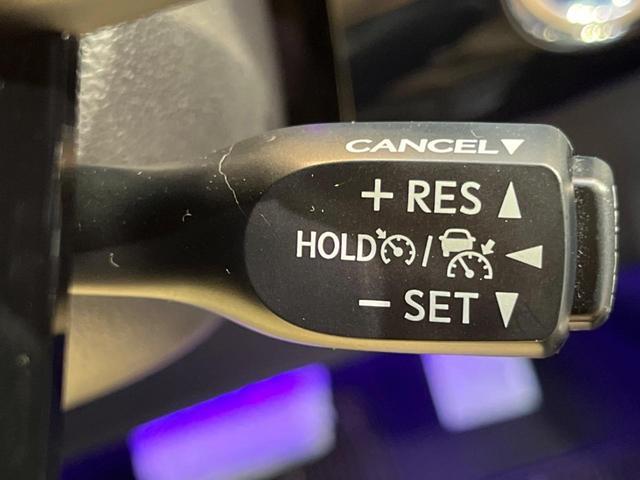 CANCEL▼
+ RES ▲
HOLD / ◀
− SET ▼